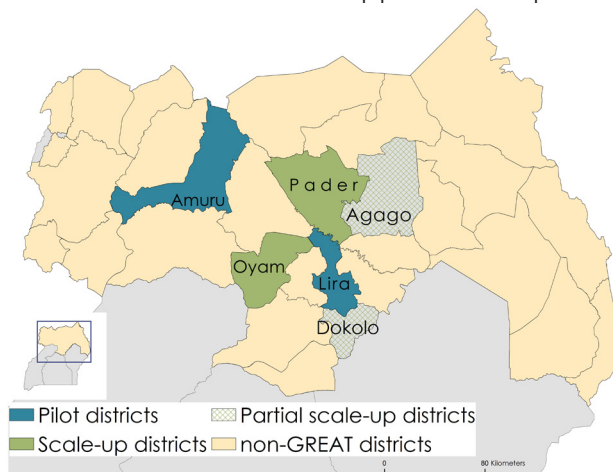 Pader
Amuru
Agago
Oyam
Lira
Dokolo
Pilot districts
Partial scale-up districts
Scale-up districts
non-GREAT districts
0 80 Kilometers